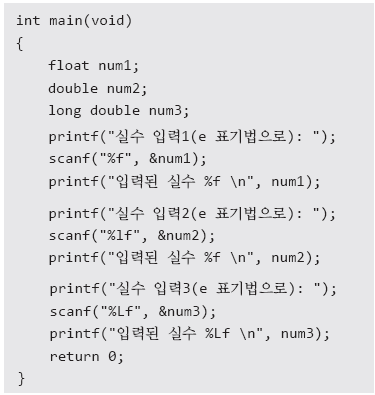 int main(void)
{
    float num1;
    double num2;
    long double num3;
    printf("실수 입력1(e 표기법으로): ");
    scanf("%f", &num1);
    printf("입력된 실수 %f \n", num1);
    printf("실수 입력2(e 표기법으로): ");
    scanf("%lf", &num2);
    printf("입력된 실수 %f \n", num2);
    printf("실수 입력3(e 표기법으로): ");
    scanf("%Lf", &num3);
    printf("입력된 실수 %Lf \n", num3);
    return 0;
}